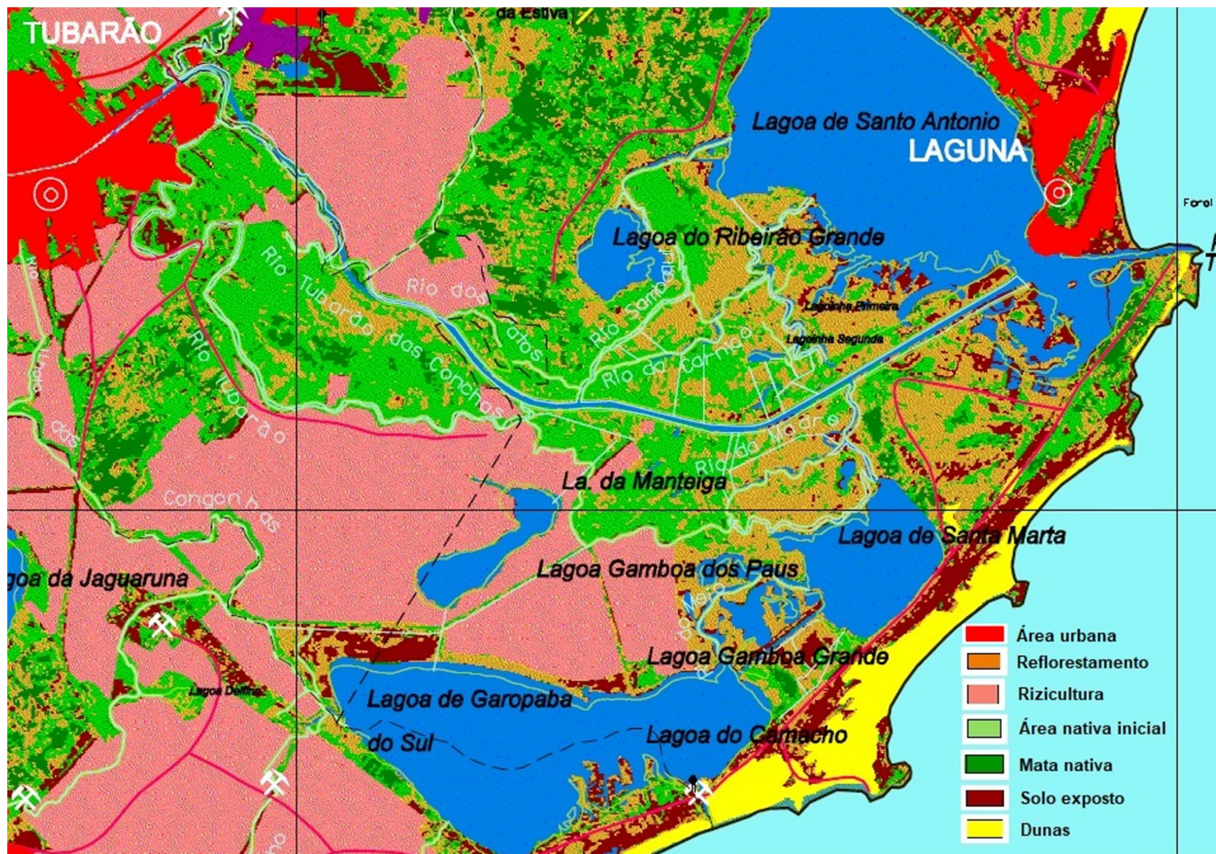 da Estiva
TUBARÃO
Lagoa de Santo Antonio
LAGUNA
Farol
Lagoa do Ribeirão Grande
Rio
Rio Tubarão das Conchas
Rio dos
Lagoinha Primeira
Lagoinha Segunda
Rio do Carniça
Rio Tubarão
Rio da Madre
La. da Manteiga
das
Congonhas
Lagoa de Santa Marta
Lagoa Gamboa dos Paus
goa da Jaguaruna
Lagoa Gamboa Grande
Lagoa de Garopaba
do Sul
Lagoa do Camacho
Área urbana
Reflorestamento
Rizicultura
Área nativa inicial
Mata nativa
Solo exposto
Dunas